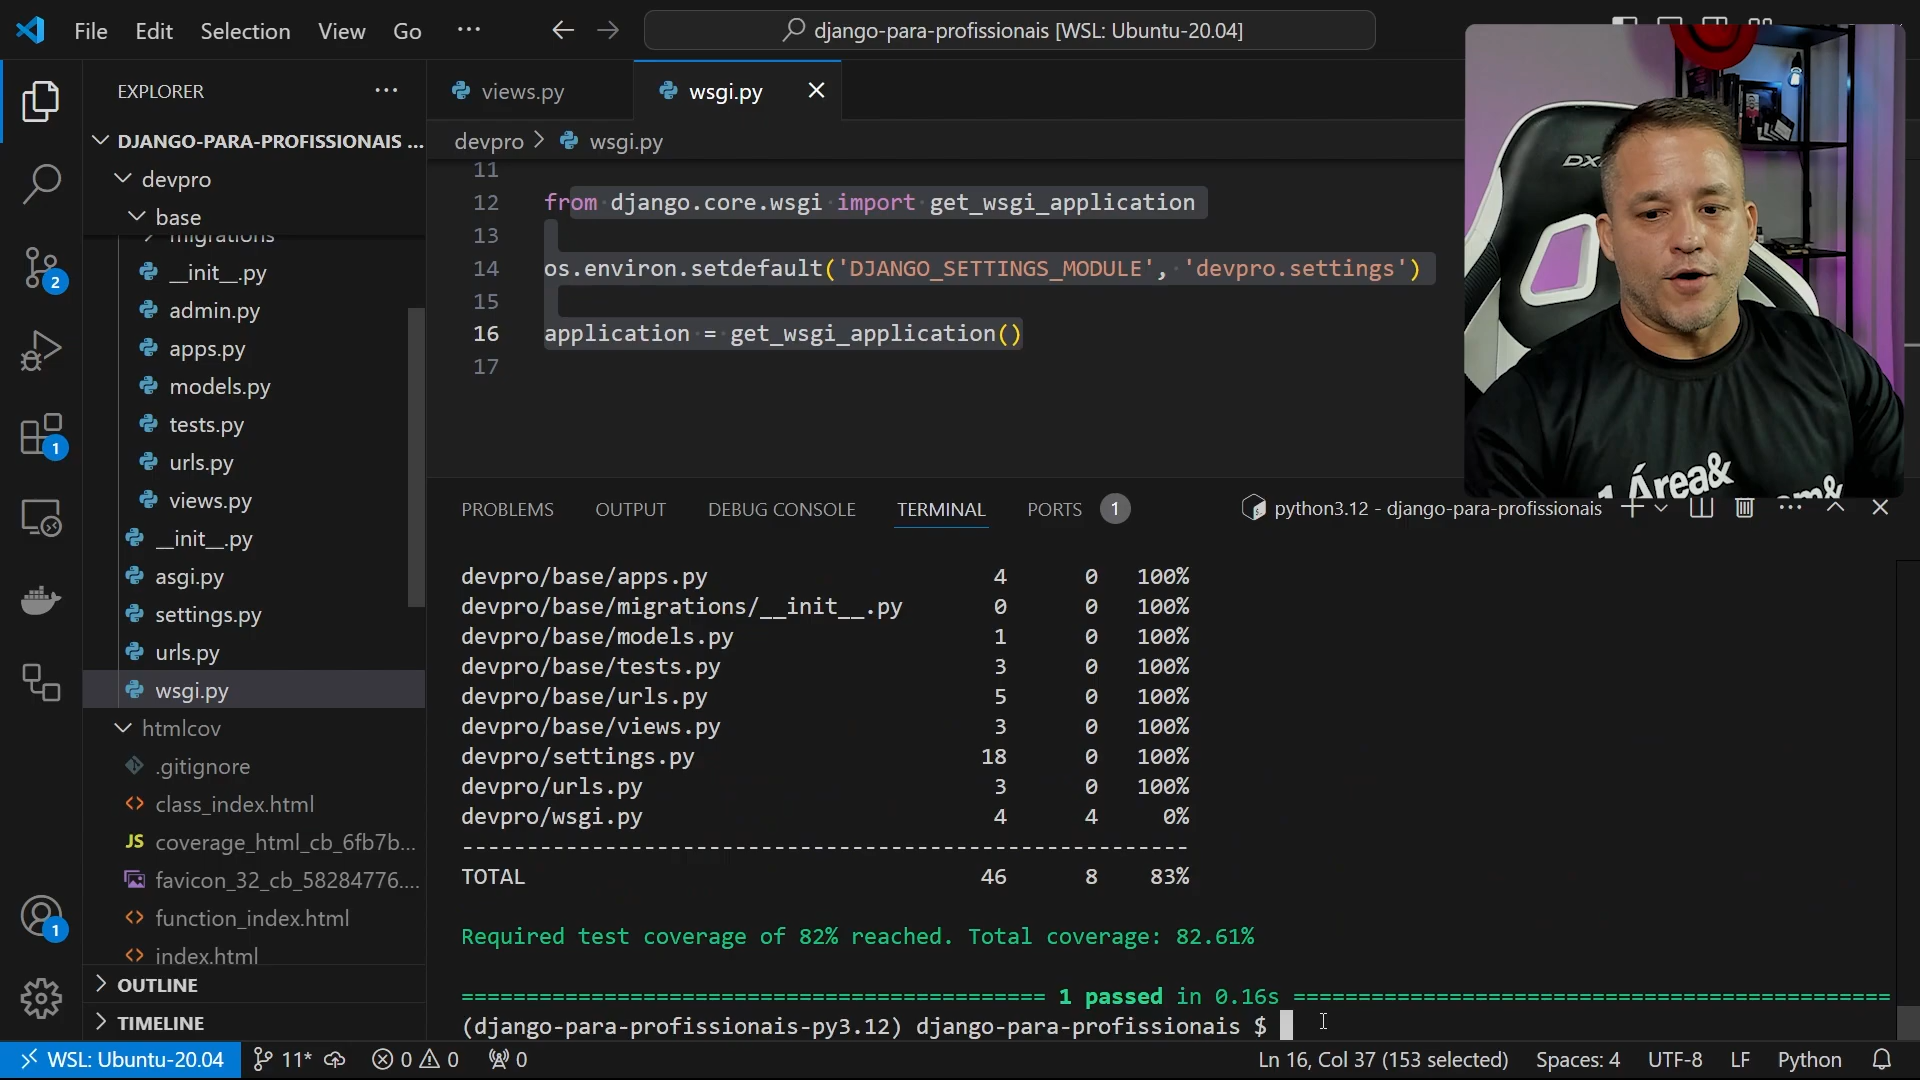 File Edit Selection View Go ···
django-para-profissionais [WSL: Ubuntu-20.04]
EXPLORER ···
views.py
wsgi.py
DJANGO-PARA-PROFISSIONAIS ...
devpro > wsgi.py
devpro
base
migrations
__init__.py
admin.py
apps.py
models.py
tests.py
urls.py
views.py
__init__.py
asgi.py
settings.py
urls.py
wsgi.py
htmlcov
.gitignore
class_index.html
JS coverage_html_cb_6fb7b...
favicon_32_cb_58284776....
function_index.html
index.html
OUTLINE
TIMELINE
2
1
1
11
12 from django.core.wsgi import get_wsgi_application
13
14 os.environ.setdefault('DJANGO_SETTINGS_MODULE', 'devpro.settings')
15
16 application = get_wsgi_application()
17
PROBLEMS OUTPUT DEBUG CONSOLE TERMINAL PORTS 1 python3.12 - django-para-profissionais
devpro/base/apps.py 4 0 100%
devpro/base/migrations/__init__.py 0 0 100%
devpro/base/models.py 1 0 100%
devpro/base/tests.py 3 0 100%
devpro/base/urls.py 5 0 100%
devpro/base/views.py 3 0 100%
devpro/settings.py 18 0 100%
devpro/urls.py 3 0 100%
devpro/wsgi.py 4 4 0%
--------------------------------------------------------
TOTAL 46 8 83%
Required test coverage of 82% reached. Total coverage: 82.61%
============================================= 1 passed in 0.16s ==============================================
(django-para-profissionais-py3.12) django-para-profissionais $
WSL: Ubuntu-20.04 11* 0 0 0 Ln 16, Col 37 (153 selected) Spaces: 4 UTF-8 LF Python
DX
Área&